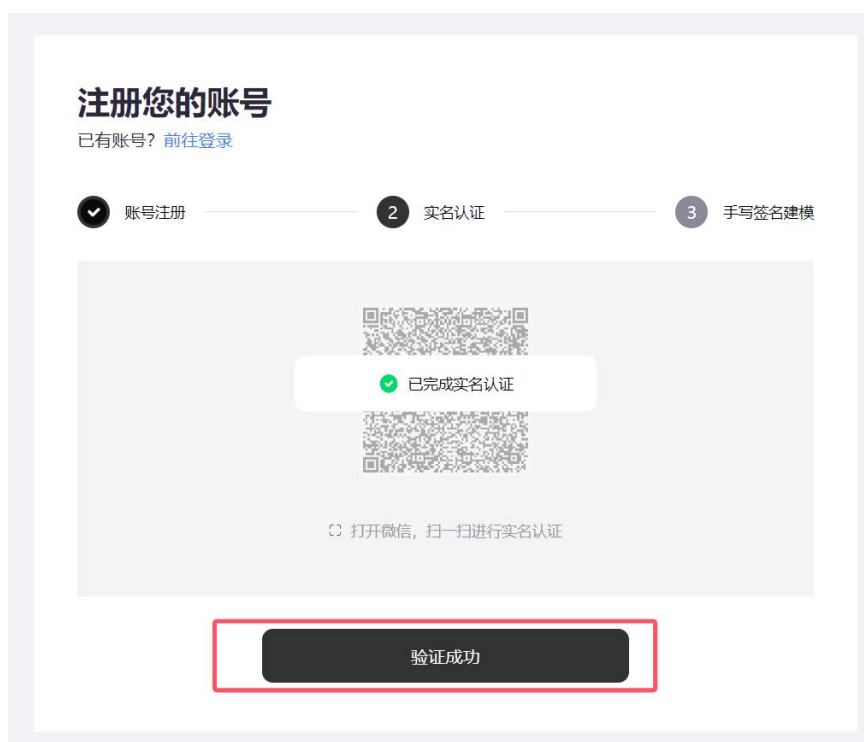 注册您的账号
已有账号？前往登录
账号注册 2 实名认证 3 手写签名建模
已完成实名认证
打开微信，扫一扫进行实名认证
验证成功